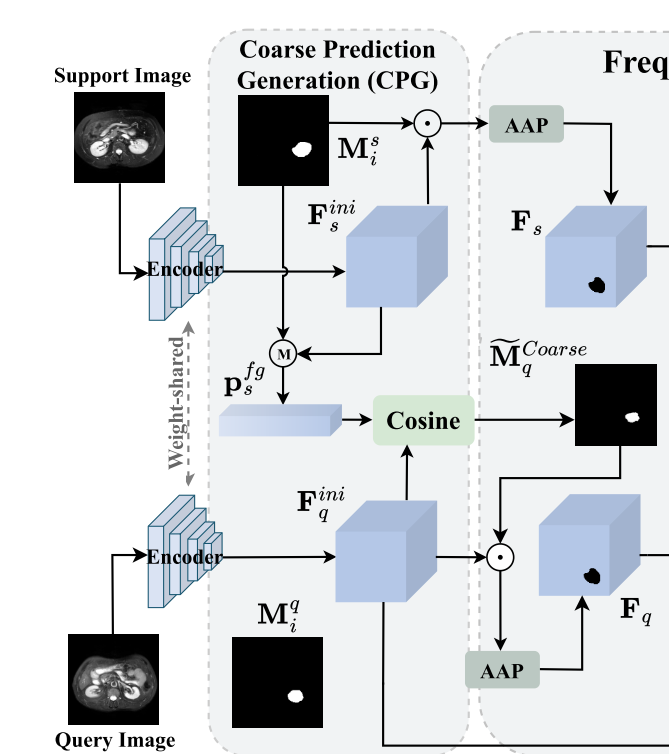 Coarse Prediction
Generation (CPG)
Freq
Support Image
AAP
M_i^s
F_s^{ini}
F_s
Encoder
M
\widetilde{M}_q^{Coarse}
p_s^{fg}
Weight-shared
Cosine
F_q^{ini}
Encoder
M_i^q
F_q
AAP
Query Image